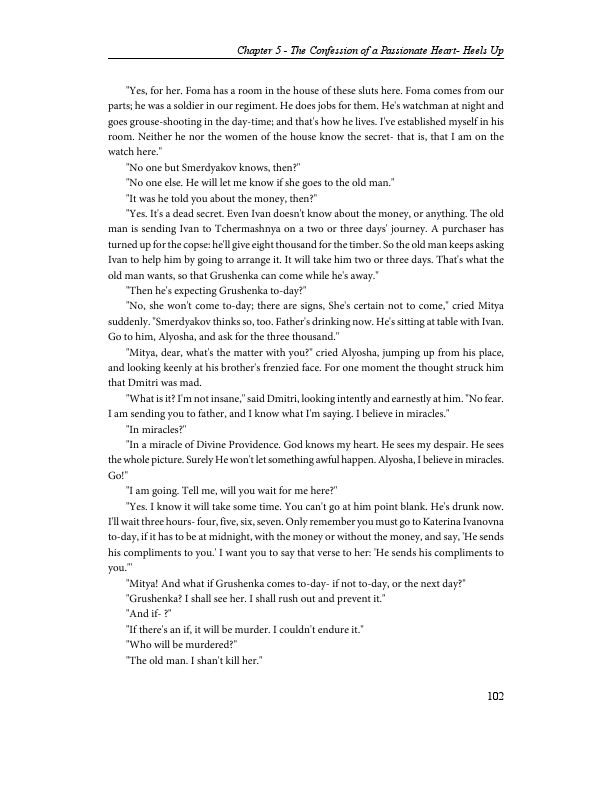 Chapter 5 - The Confession of a Passionate Heart- Heels Up
"Yes, for her. Foma has a room in the house of these sluts here. Foma comes from our
parts; he was a soldier in our regiment. He does jobs for them. He's watchman at night and
goes grouse-shooting in the day-time; and that's how he lives. I've established myself in his
room. Neither he nor the women of the house know the secret- that is, that I am on the
watch here."
"No one but Smerdyakov knows, then?"
"No one else. He will let me know if she goes to the old man."
"It was he told you about the money, then?"
"Yes. It's a dead secret. Even Ivan doesn't know about the money, or anything. The old
man is sending Ivan to Tchermashnya on a two or three days' journey. A purchaser has
turned up for the copse: he'll give eight thousand for the timber. So the old man keeps asking
Ivan to help him by going to arrange it. It will take him two or three days. That's what the
old man wants, so that Grushenka can come while he's away."
"Then he's expecting Grushenka to-day?"
"No, she won't come to-day; there are signs, She's certain not to come," cried Mitya
suddenly. "Smerdyakov thinks so, too. Father's drinking now. He's sitting at table with Ivan.
Go to him, Alyosha, and ask for the three thousand."
"Mitya, dear, what's the matter with you?" cried Alyosha, jumping up from his place,
and looking keenly at his brother's frenzied face. For one moment the thought struck him
that Dmitri was mad.
"What is it? I'm not insane," said Dmitri, looking intently and earnestly at him. "No fear.
I am sending you to father, and I know what I'm saying. I believe in miracles."
"In miracles?"
"In a miracle of Divine Providence. God knows my heart. He sees my despair. He sees
the whole picture. Surely He won't let something awful happen. Alyosha, I believe in miracles.
Go!"
"I am going. Tell me, will you wait for me here?"
"Yes. I know it will take some time. You can't go at him point blank. He's drunk now.
I'll wait three hours- four, five, six, seven. Only remember you must go to Katerina Ivanovna
to-day, if it has to be at midnight, with the money or without the money, and say, 'He sends
his compliments to you.' I want you to say that verse to her: 'He sends his compliments to
you.'"
"Mitya! And what if Grushenka comes to-day- if not to-day, or the next day?"
"Grushenka? I shall see her. I shall rush out and prevent it."
"And if- ?"
"If there's an if, it will be murder. I couldn't endure it."
"Who will be murdered?"
"The old man. I shan't kill her."
102